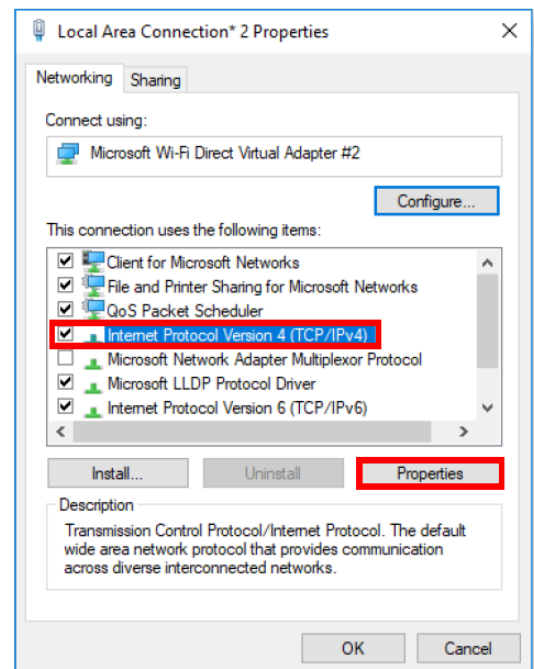 Local Area Connection* 2 Properties
Networking
Sharing
Connect using:
Microsoft Wi-Fi Direct Virtual Adapter #2
Configure...
This connection uses the following items:
Client for Microsoft Networks
File and Printer Sharing for Microsoft Networks
QoS Packet Scheduler
Internet Protocol Version 4 (TCP/IPv4)
Microsoft Network Adapter Multiplexor Protocol
Microsoft LLDP Protocol Driver
Internet Protocol Version 6 (TCP/IPv6)
Install...
Uninstall
Properties
Description
Transmission Control Protocol/Internet Protocol. The default
wide area network protocol that provides communication
across diverse interconnected networks.
OK
Cancel